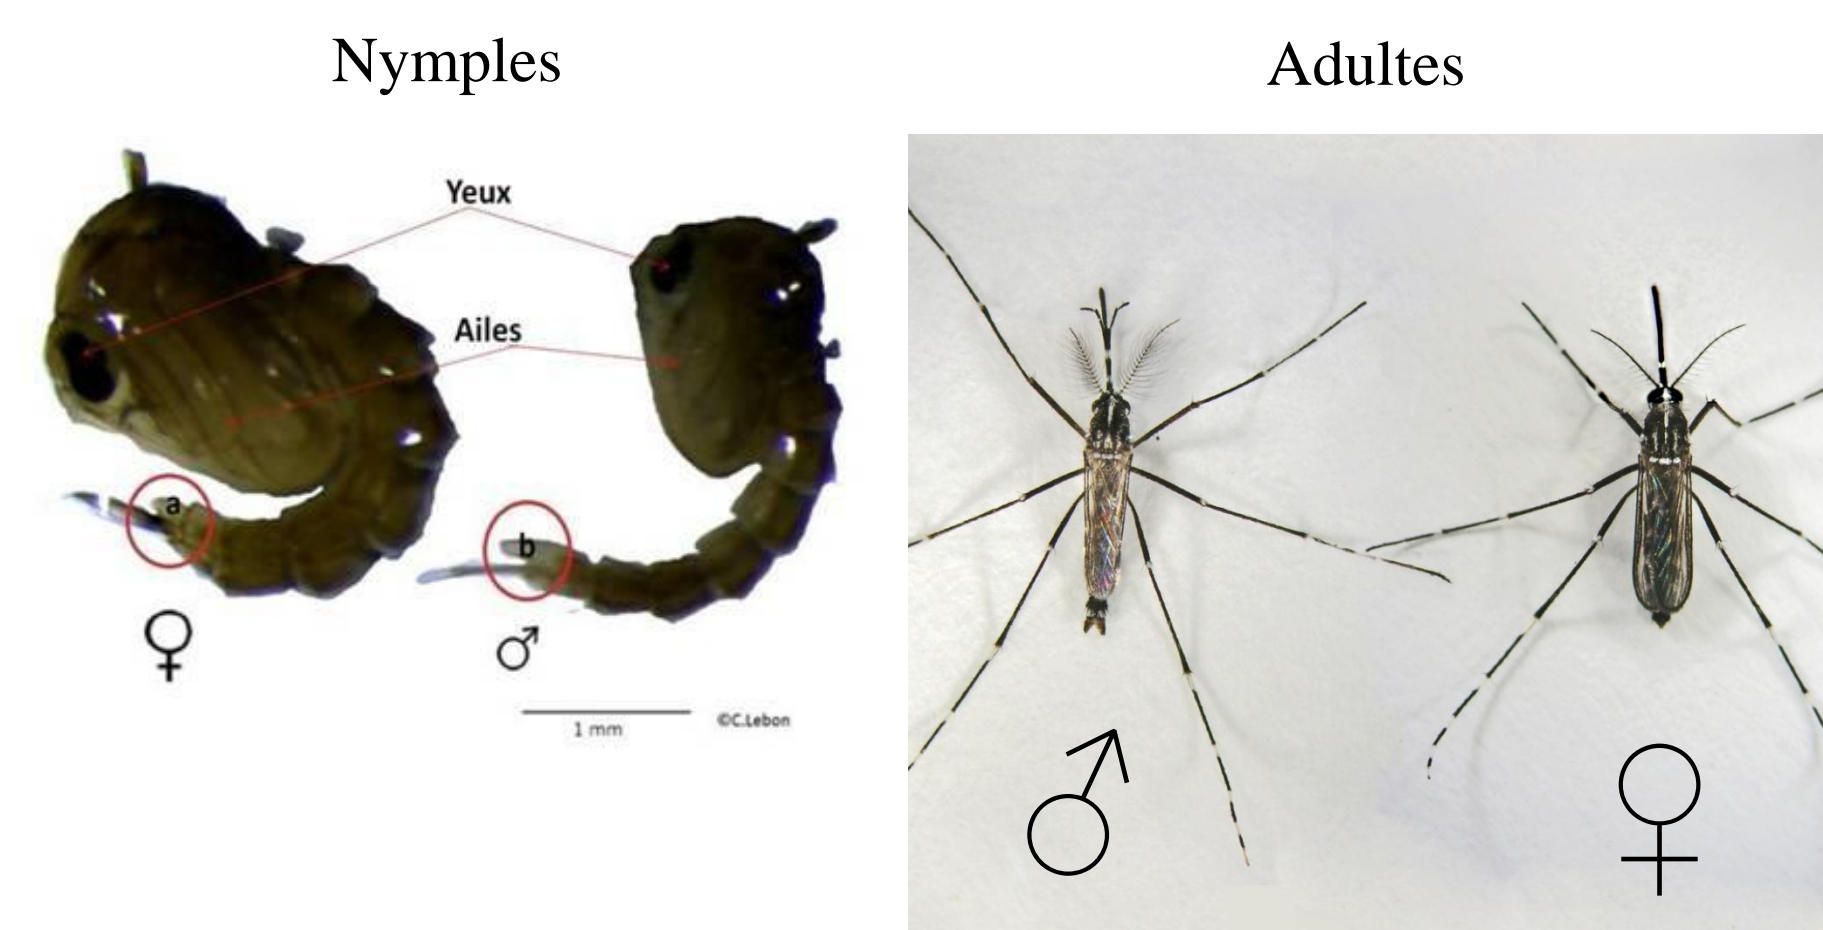 Nymples
Adultes
Yeux
Ailes
a
b
♀
♂
1 mm
©C.Lebon
♂
♀